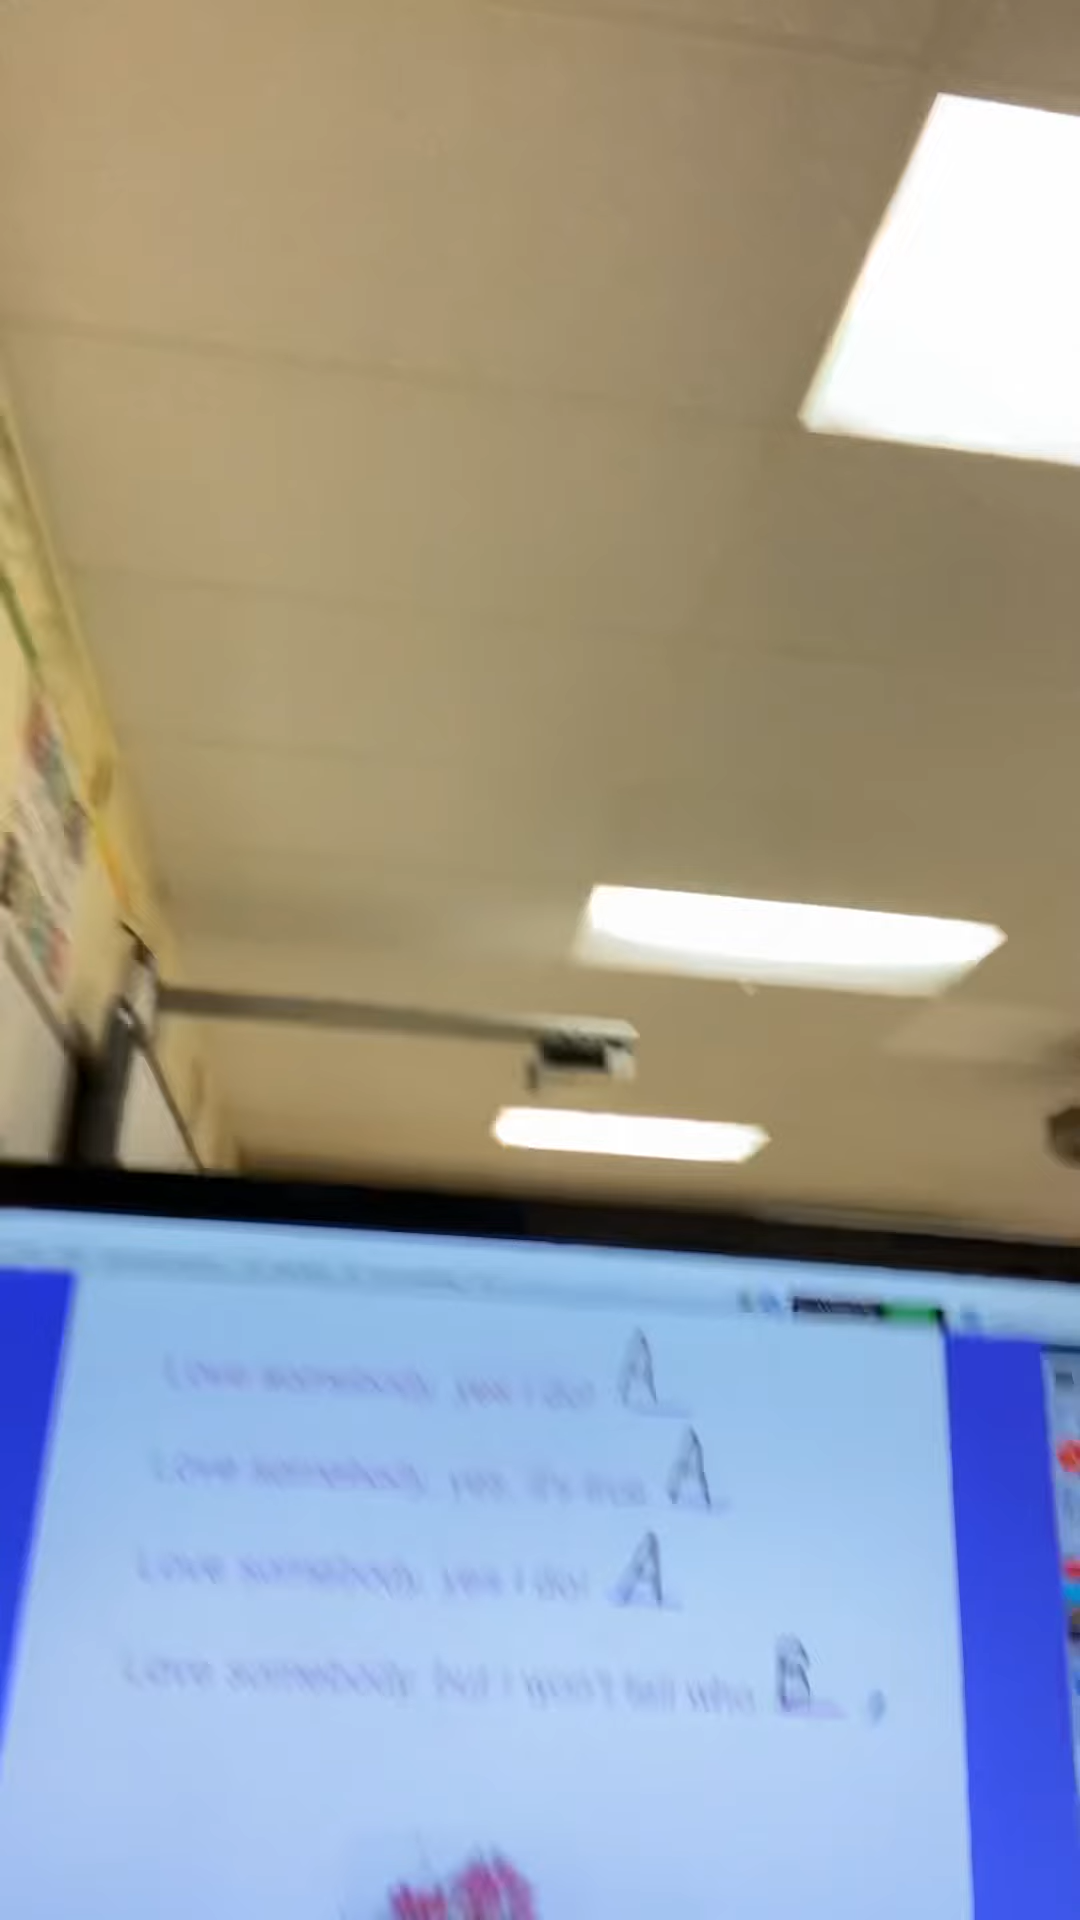 Love somebody, yes I do! A
Love somebody, yes, it's true A
Love somebody, yes I do! A
Love somebody, but I won't tell who B